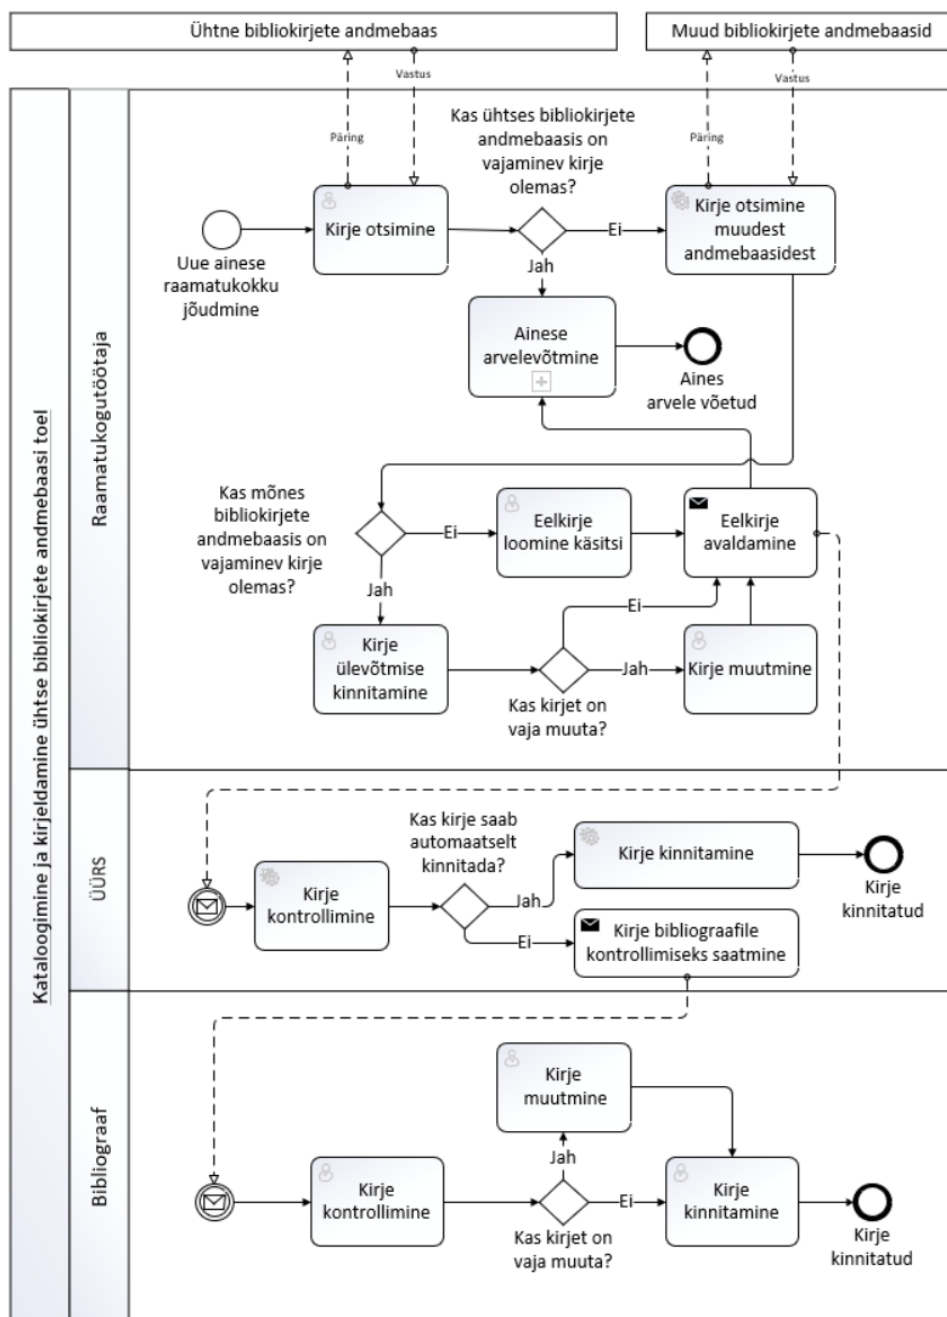 Ühtne bibliokirjete andmebaas
Muud bibliokirjete andmebaasid
Vastus
Vastus
Päring
Päring
Kataloogimine ja kirjeldamine ühtse bibliokirjete andmebaasi toel
Raamatukogutöötaja
Kas ühtses bibliokirjete
andmebaasis on
vajaminev kirje
olemas?
Uue ainese
raamatukokku
jõudmine
Kirje otsimine
Ei
Jah
Kirje otsimine
muudest
andmebaasidest
Ainese
arvelevõtmine
Aines
arvele võetud
Kas mõnes
bibliokirjete
andmebaasis on
vajaminev kirje
olemas?
Ei
Jah
Eelkirje
loomine käsitsi
Eelkirje
avaldamine
Kirje
ülevõtmise
kinnitamine
Ei
Jah
Kas kirjet on
vaja muuta?
Kirje muutmine
ÜÜRS
Kirje
kontrollimine
Kas kirje saab
automaatselt
kinnitada?
Jah
Ei
Kirje kinnitamine
Kirje
kinnitatud
Kirje bibliograafile
kontrollimiseks saatmine
Bibliograaf
Kirje
kontrollimine
Kirje
muutmine
Jah
Ei
Kas kirjet on
vaja muuta?
Kirje
kinnitamine
Kirje
kinnitatud